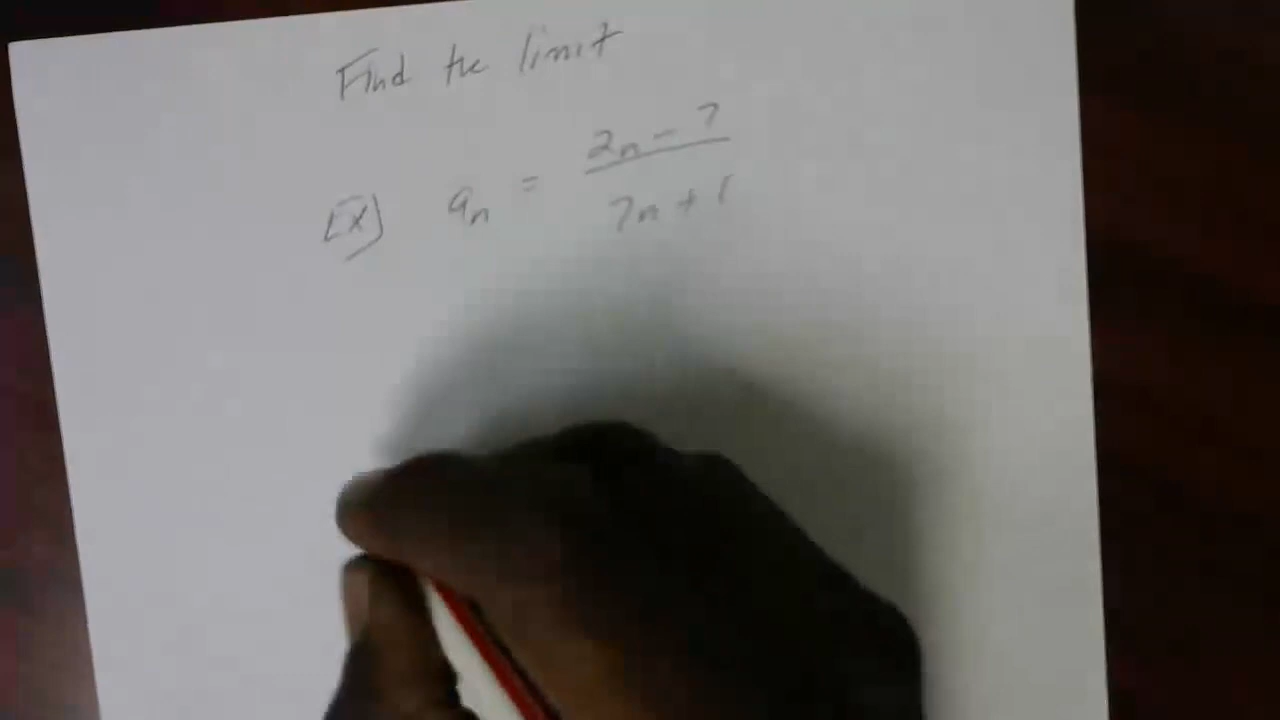 Find the limit
Ex) aₙ = (2n - 7)/(7n + 1)